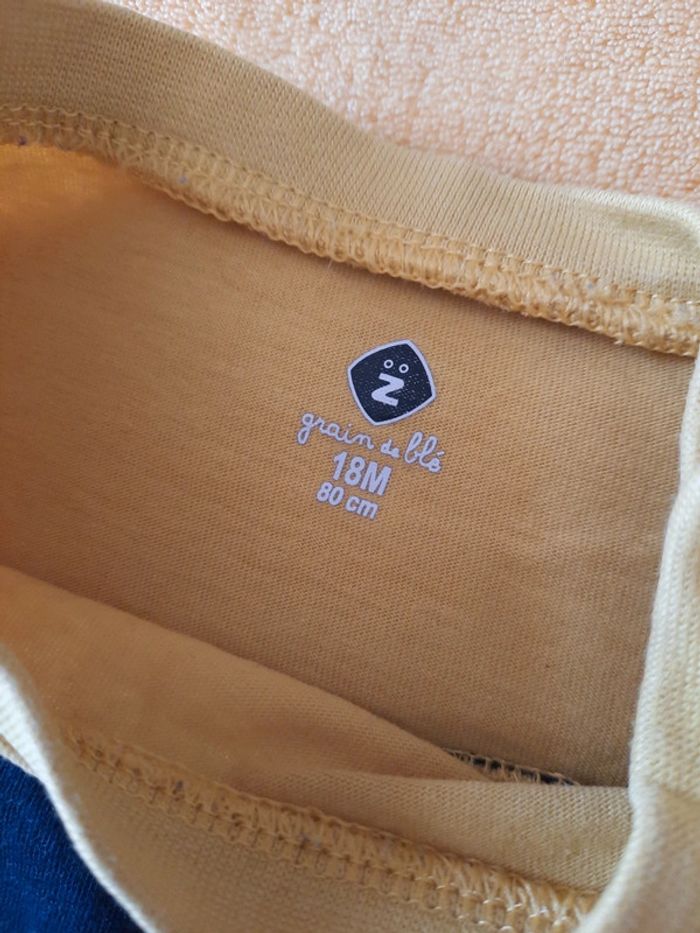 z
grain de blé
18M
80 cm